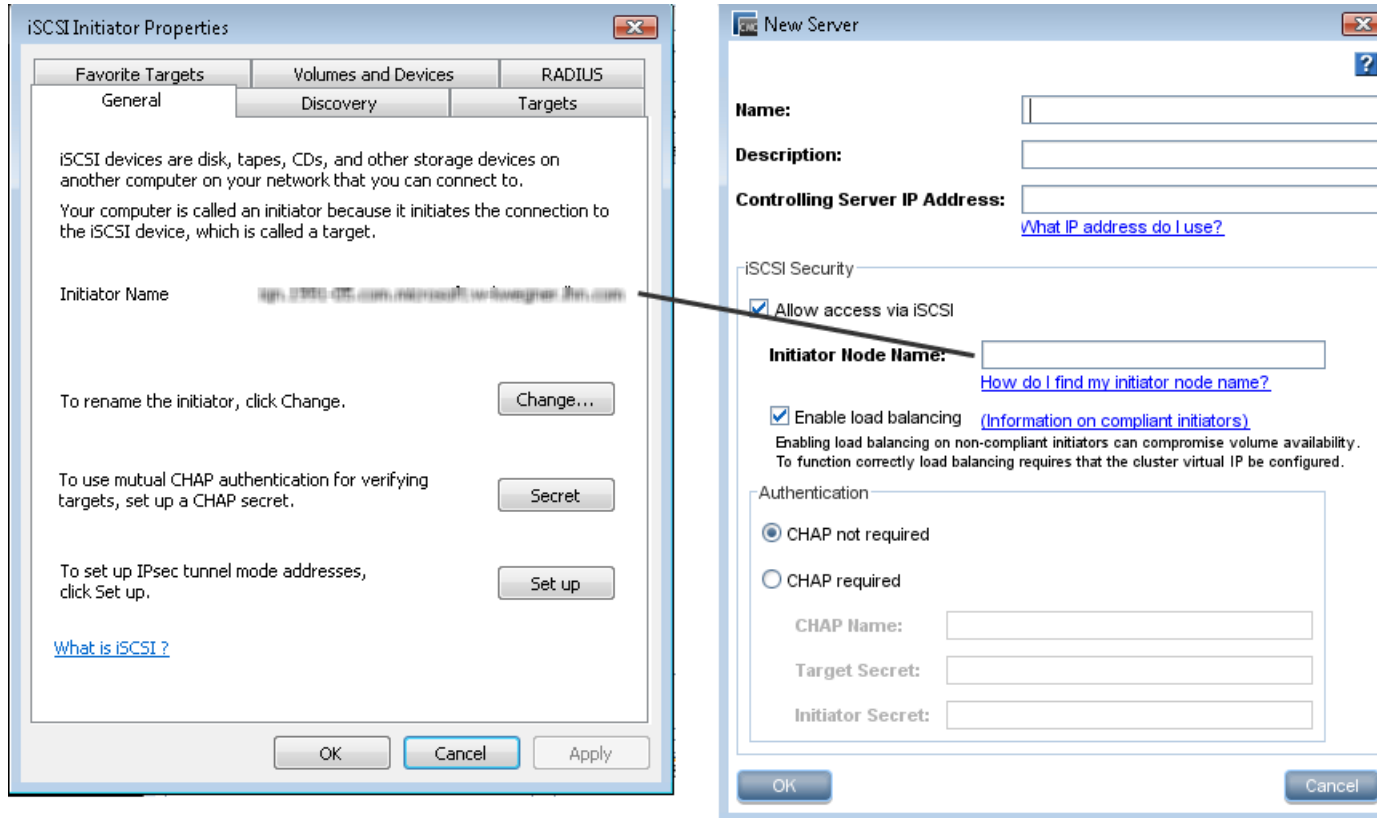 iSCSI Initiator Properties
Favorite Targets
Volumes and Devices
RADIUS
General
Discovery
Targets
iSCSI devices are disk, tapes, CDs, and other storage devices on
another computer on your network that you can connect to.
Your computer is called an initiator because it initiates the connection to
the iSCSI device, which is called a target.
Initiator Name
To rename the initiator, click Change.
Change...
To use mutual CHAP authentication for verifying
targets, set up a CHAP secret.
Secret
To set up IPsec tunnel mode addresses,
click Set up.
Set up
What is iSCSI ?
OK
Cancel
Apply
CMC
New Server
?
Name:
Description:
Controlling Server IP Address:
What IP address do I use?
iSCSI Security
Allow access via iSCSI
Initiator Node Name:
How do I find my initiator node name?
Enable load balancing
(Information on compliant initiators)
Enabling load balancing on non-compliant initiators can compromise volume availability.
To function correctly load balancing requires that the cluster virtual IP be configured.
Authentication
CHAP not required
CHAP required
CHAP Name:
Target Secret:
Initiator Secret:
OK
Cancel